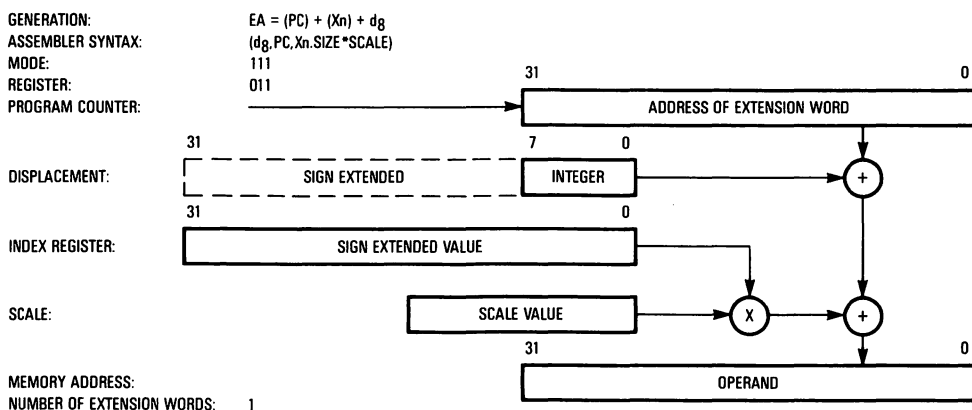 GENERATION: EA = (PC) + (Xn) + d8
ASSEMBLER SYNTAX: (d8,PC,Xn.SIZE*SCALE)
MODE: 111
REGISTER: 011
31 0
PROGRAM COUNTER: ADDRESS OF EXTENSION WORD
31 7 0
DISPLACEMENT: SIGN EXTENDED INTEGER +
31 0
INDEX REGISTER: SIGN EXTENDED VALUE
SCALE: SCALE VALUE X +
31 0
MEMORY ADDRESS: OPERAND
NUMBER OF EXTENSION WORDS: 1